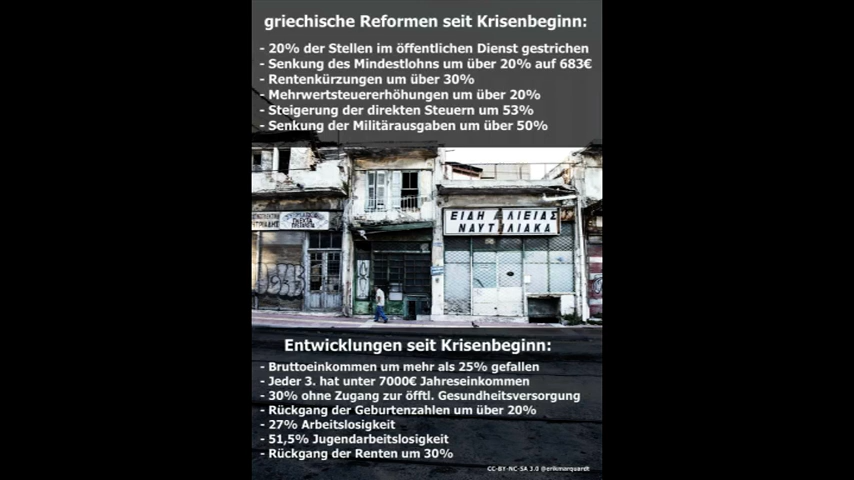 griechische Reformen seit Krisenbeginn:
- 20% der Stellen im öffentlichen Dienst gestrichen
- Senkung des Mindestlohns um über 20% auf 683€
- Rentenkürzungen um über 30%
- Mehrwertsteuererhöhungen um über 20%
- Steigerung der direkten Steuern um 53%
- Senkung der Militärausgaben um über 50%
ΕΙΔΗ ΑΛΙΕΙΑΣ
ΝΑΥΤΙΛΙΑΚΑ
Entwicklungen seit Krisenbeginn:
- Bruttoeinkommen um mehr als 25% gefallen
- Jeder 3. hat unter 7000€ Jahreseinkommen
- 30% ohne Zugang zur öfftl. Gesundheitsversorgung
- Rückgang der Geburtenzahlen um über 20%
- 27% Arbeitslosigkeit
- 51,5% Jugendarbeitslosigkeit
- Rückgang der Renten um 30%
CC-BY-NC-SA 3.0 @erikmarquardt